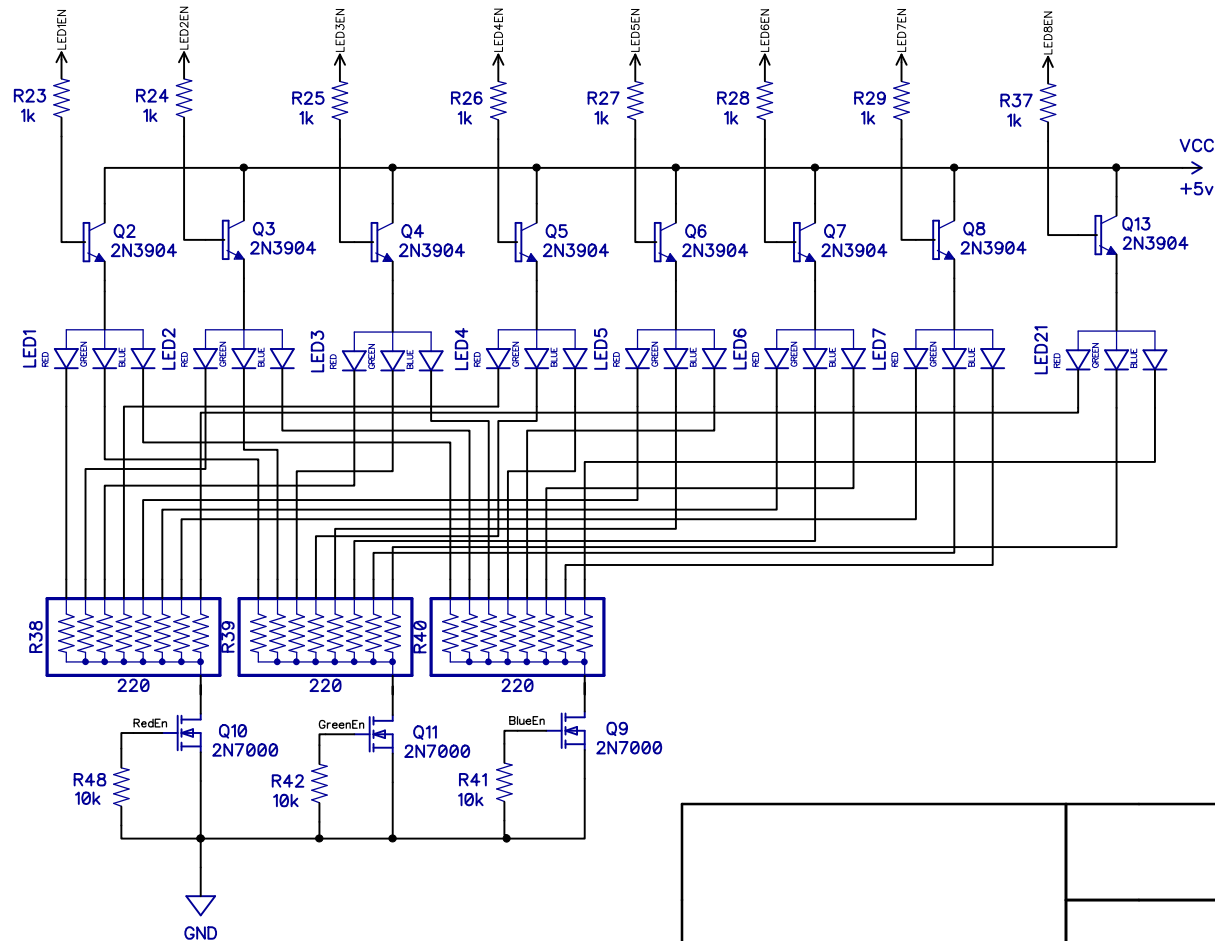 LED1EN
LED2EN
LED3EN
LED4EN
LED5EN
LED6EN
LED7EN
LED8EN
R23
1k
R24
1k
R25
1k
R26
1k
R27
1k
R28
1k
R29
1k
R37
1k
VCC
+5v
Q2
2N3904
Q3
2N3904
Q4
2N3904
Q5
2N3904
Q6
2N3904
Q7
2N3904
Q8
2N3904
Q13
2N3904
LED1
RED
GREEN
BLUE
LED2
RED
GREEN
BLUE
LED3
RED
GREEN
BLUE
LED4
RED
GREEN
BLUE
LED5
RED
GREEN
BLUE
LED6
RED
GREEN
BLUE
LED7
RED
GREEN
BLUE
LED21
RED
GREEN
BLUE
R38
220
R39
220
R40
220
RedEn
Q10
2N7000
GreenEn
Q11
2N7000
BlueEn
Q9
2N7000
R48
10k
R42
10k
R41
10k
GND